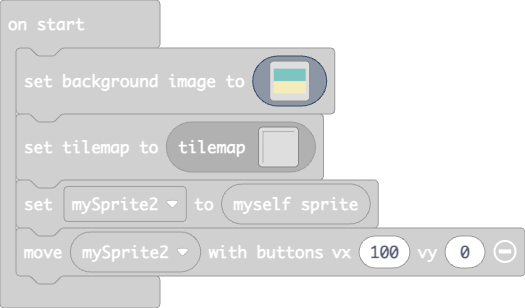 on start
set background image to
set tilemap to tilemap
set mySprite2 to myself sprite
move mySprite2 with buttons vx 100 vy 0